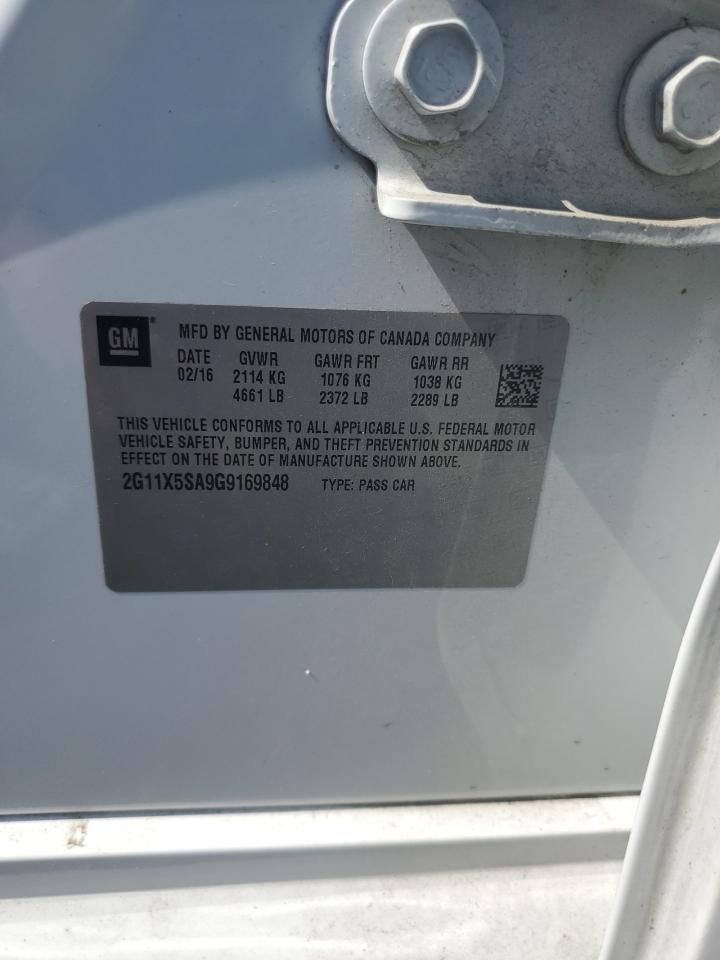 GM®
MFD BY GENERAL MOTORS OF CANADA COMPANY
DATE GVWR GAWR FRT GAWR RR
02/16 2114 KG 1076 KG 1038 KG
4661 LB 2372 LB 2289 LB
THIS VEHICLE CONFORMS TO ALL APPLICABLE U.S. FEDERAL MOTOR
VEHICLE SAFETY, BUMPER, AND THEFT PREVENTION STANDARDS IN
EFFECT ON THE DATE OF MANUFACTURE SHOWN ABOVE.
2G11X5SA9G9169848 TYPE: PASS CAR